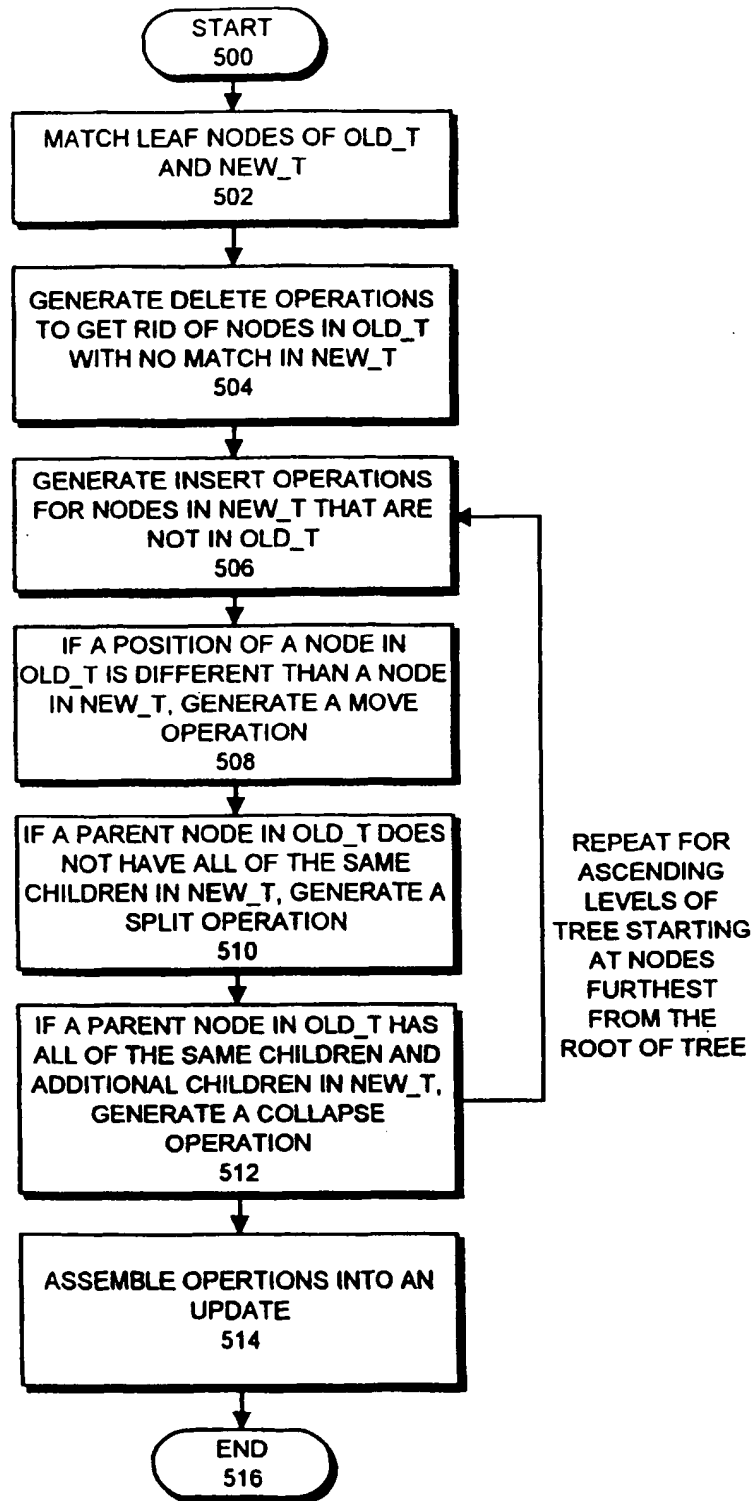 START
500
MATCH LEAF NODES OF OLD_T
AND NEW_T
502
GENERATE DELETE OPERATIONS
TO GET RID OF NODES IN OLD_T
WITH NO MATCH IN NEW_T
504
GENERATE INSERT OPERATIONS
FOR NODES IN NEW_T THAT ARE
NOT IN OLD_T
506
IF A POSITION OF A NODE IN
OLD_T IS DIFFERENT THAN A NODE
IN NEW_T, GENERATE A MOVE
OPERATION
508
IF A PARENT NODE IN OLD_T DOES
NOT HAVE ALL OF THE SAME
CHILDREN IN NEW_T, GENERATE A
SPLIT OPERATION
510
IF A PARENT NODE IN OLD_T HAS
ALL OF THE SAME CHILDREN AND
ADDITIONAL CHILDREN IN NEW_T,
GENERATE A COLLAPSE
OPERATION
512
REPEAT FOR
ASCENDING
LEVELS OF
TREE STARTING
AT NODES
FURTHEST
FROM THE
ROOT OF TREE
ASSEMBLE OPERTIONS INTO AN
UPDATE
514
END
516